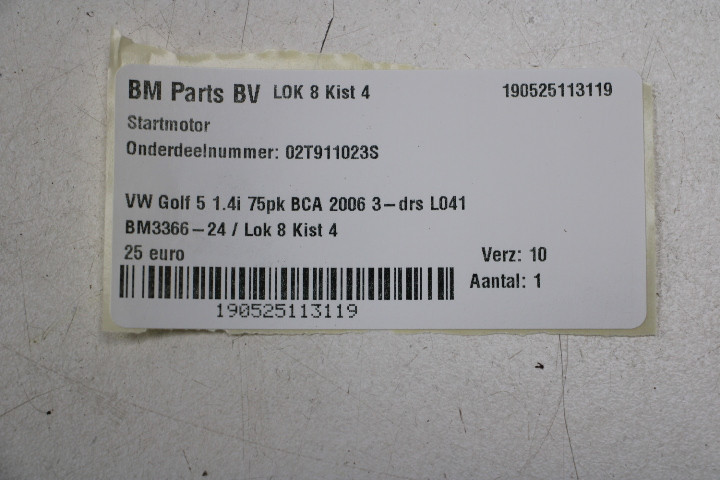 BM Parts BV LOK 8 Kist 4 190525113119
Startmotor
Onderdeelnummer: 02T911023S
VW Golf 5 1.4i 75pk BCA 2006 3-drs L041
BM3366-24 / Lok 8 Kist 4
25 euro Verz: 10
Aantal: 1
190525113119